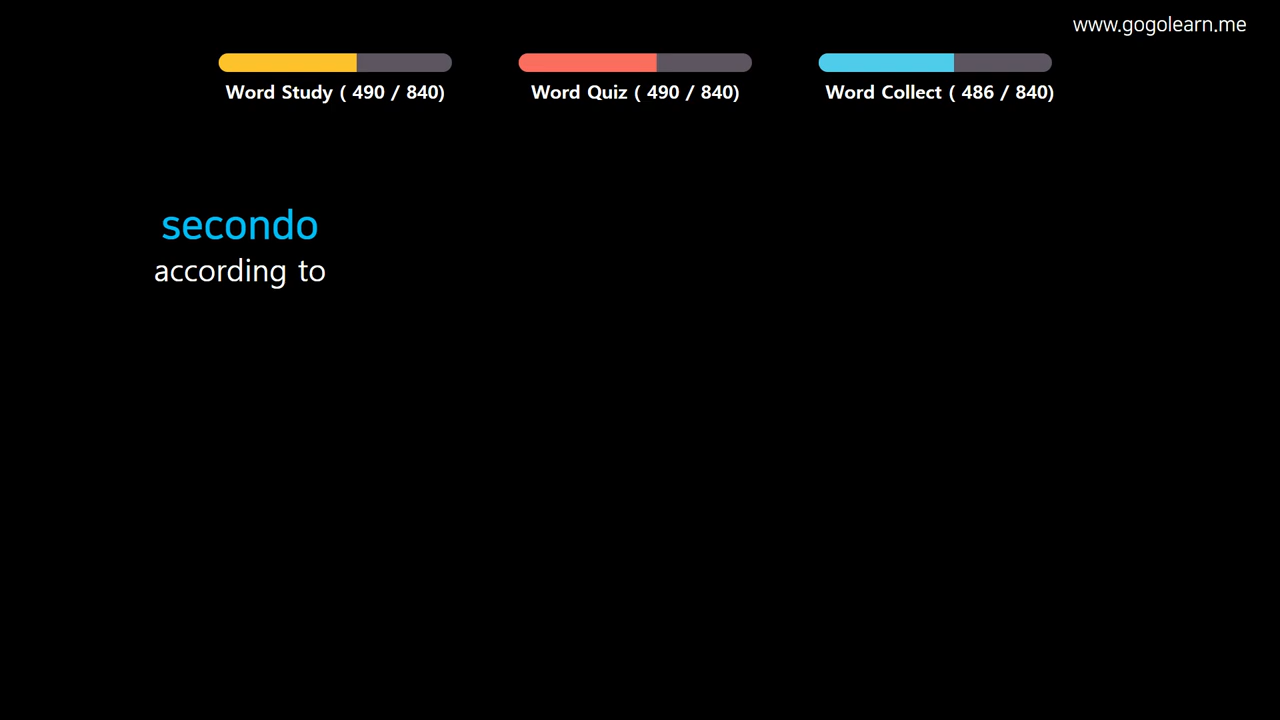 www.gogolearn.me
Word Study ( 490 / 840)
Word Quiz ( 490 / 840)
Word Collect ( 486 / 840)
secondo
according to